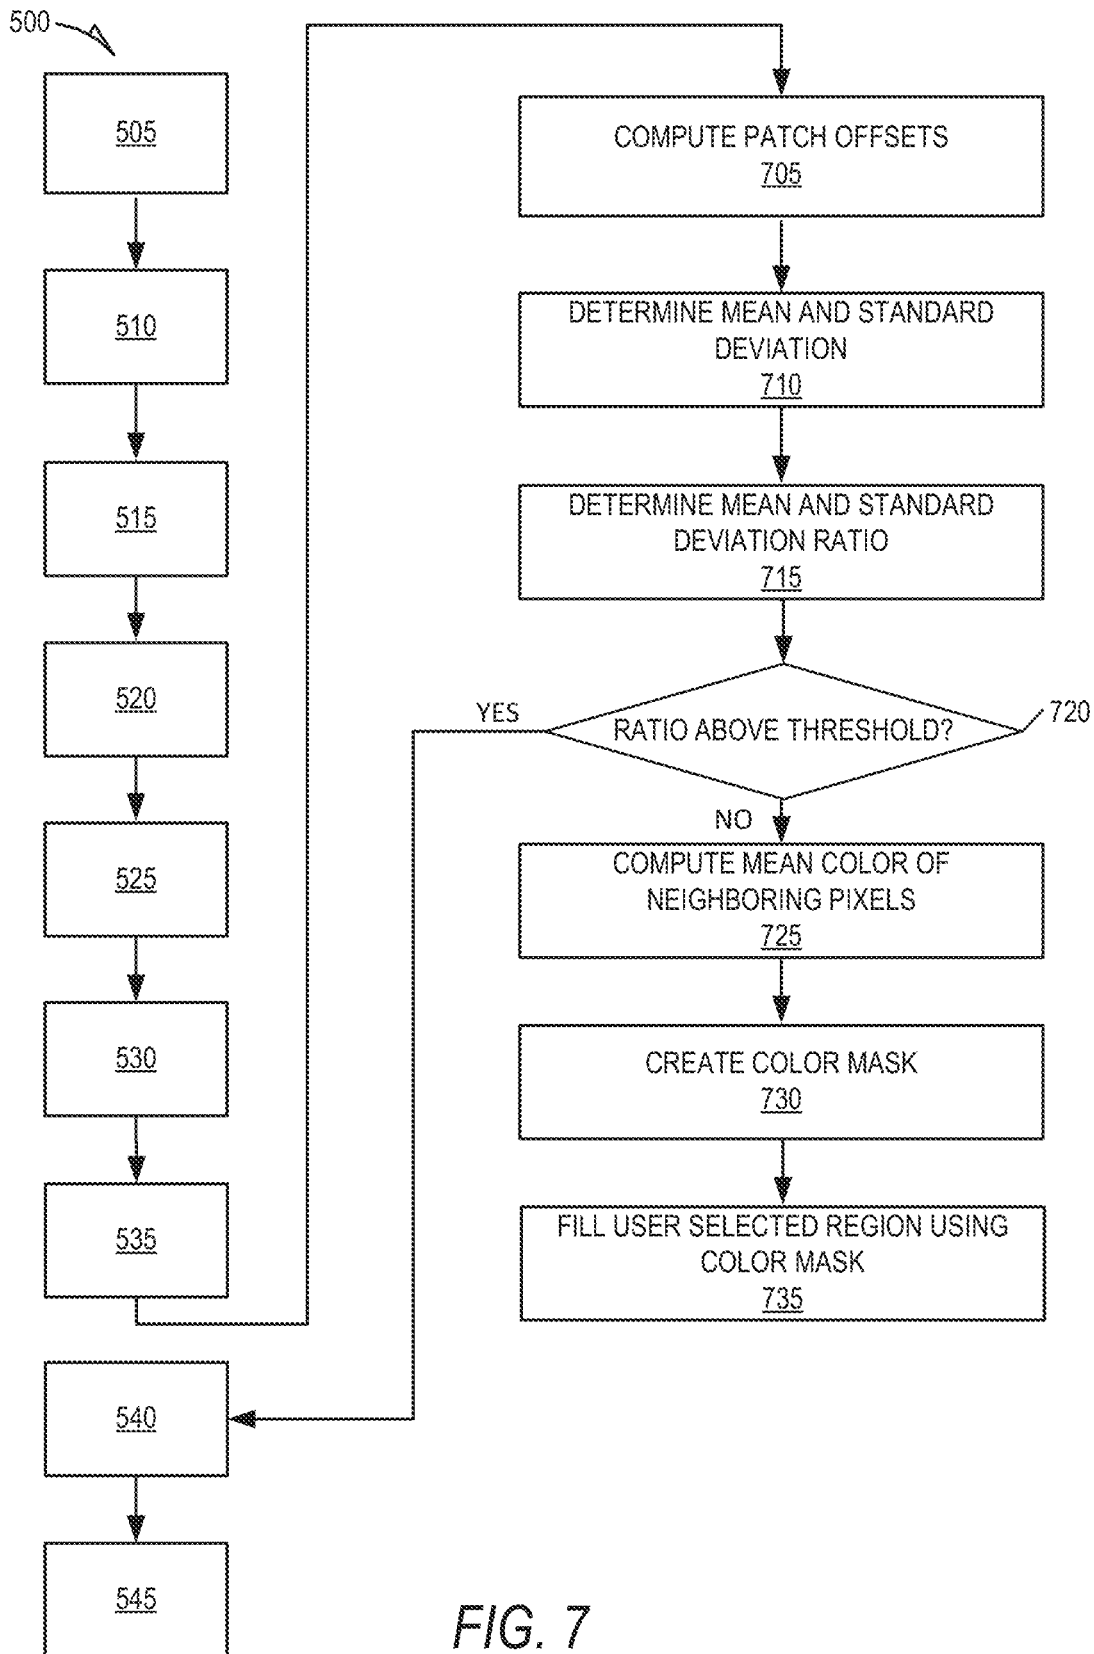 500
505
510
515
520
525
530
535
540
545
COMPUTE PATCH OFFSETS
705
DETERMINE MEAN AND STANDARD
DEVIATION
710
DETERMINE MEAN AND STANDARD
DEVIATION RATIO
715
RATIO ABOVE THRESHOLD?
720
YES
NO
COMPUTE MEAN COLOR OF
NEIGHBORING PIXELS
725
CREATE COLOR MASK
730
FILL USER SELECTED REGION USING
COLOR MASK
735
FIG. 7